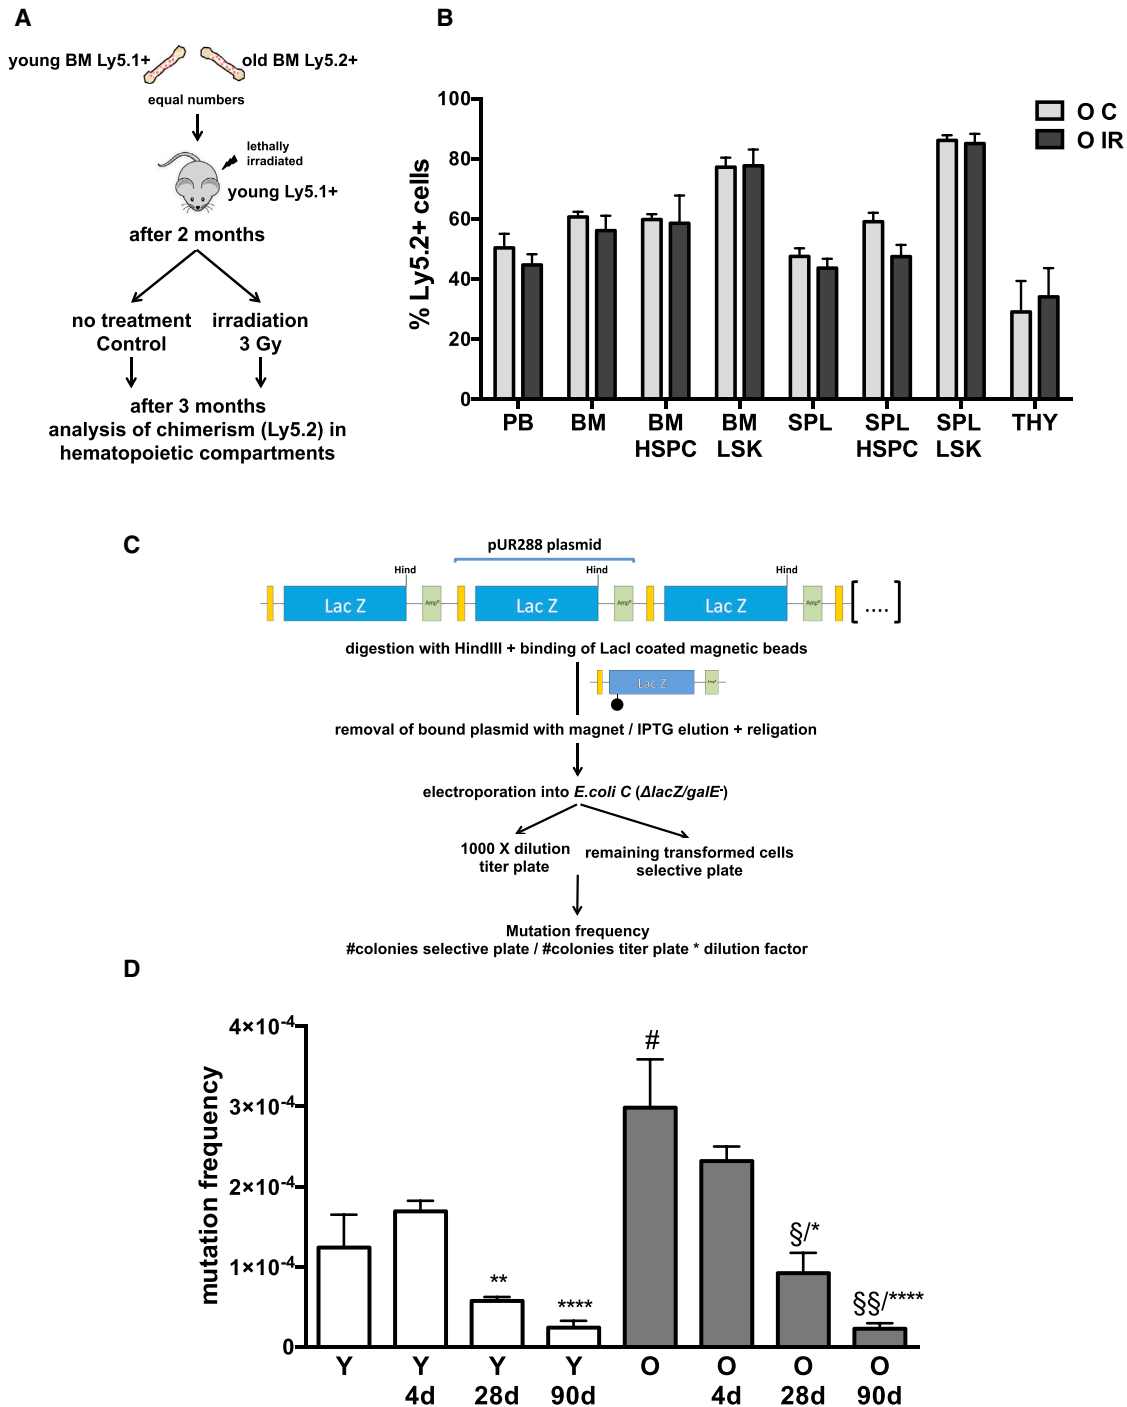 A
young BM Ly5.1+
old BM Ly5.2+
equal numbers
lethally
irradiated
young Ly5.1+
after 2 months
no treatment
Control
irradiation
3 Gy
after 3 months
analysis of chimerism (Ly5.2) in
hematopoietic compartments
B
% Ly5.2+ cells
100
80
60
40
20
0
O C
O IR
PB
BM
BM
HSPC
BM
LSK
SPL
SPL
HSPC
SPL
LSK
THY
C
pUR288 plasmid
Hind
Hind
Hind
Lac Z
Ampᴿ
Lac Z
Ampᴿ
Lac Z
Ampᴿ
[....]
digestion with HindIII + binding of LacI coated magnetic beads
Lac Z
Ampᴿ
removal of bound plasmid with magnet / IPTG elution + religation
electroporation into E.coli C (ΔlacZ/galE⁻)
1000 X dilution
titer plate
remaining transformed cells
selective plate
Mutation frequency
#colonies selective plate / #colonies titer plate * dilution factor
D
mutation frequency
4×10⁻⁴
3×10⁻⁴
2×10⁻⁴
1×10⁻⁴
0
**
****
#
§/*
§§/****
Y
Y
4d
Y
28d
Y
90d
O
O
4d
O
28d
O
90d